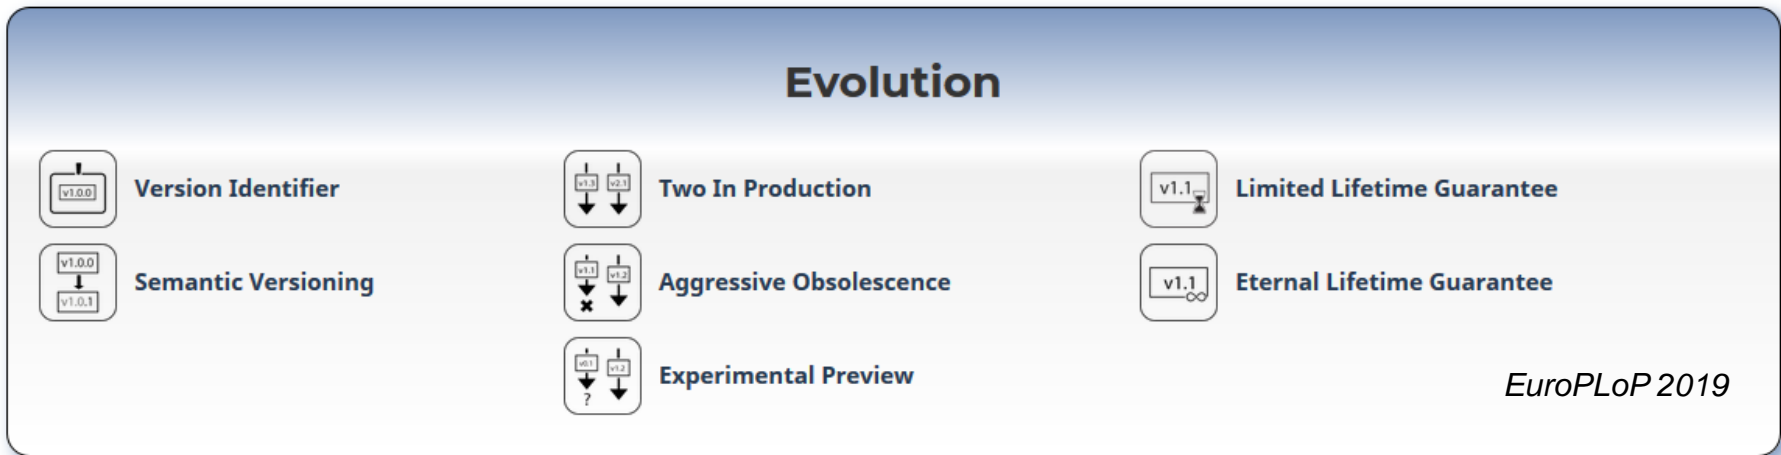 Evolution
v1.0.0
Version Identifier
v1.3
v2.1
Two In Production
v1.1
Limited Lifetime Guarantee
v1.0.0
v1.0.1
Semantic Versioning
v1.1
v1.2
Aggressive Obsolescence
v1.1
Eternal Lifetime Guarantee
v0.1
v1.2
?
Experimental Preview
EuroPLoP 2019